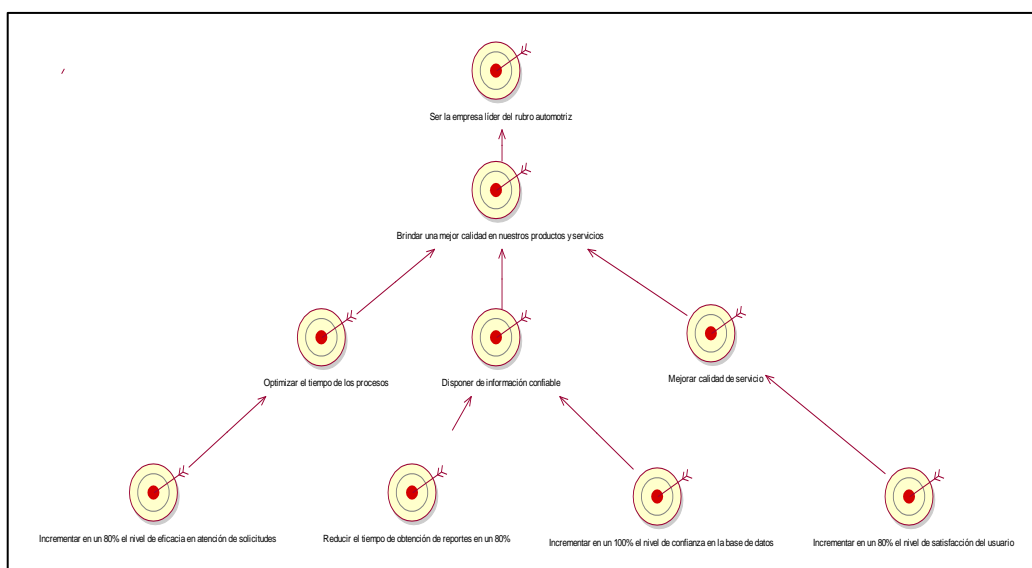 Ser la empresa líder del rubro automotriz
Brindar una mejor calidad en nuestros productos y servicios
Optimizar el tiempo de los procesos
Disponer de información confiable
Mejorar calidad de servicio
Incrementar en un 80% el nivel de eficacia en atención de solicitudes
Reducir el tiempo de obtención de reportes en un 80%
Incrementar en un 100% el nivel de confianza en la base de datos
Incrementar en un 80% el nivel de satisfacción del usuario